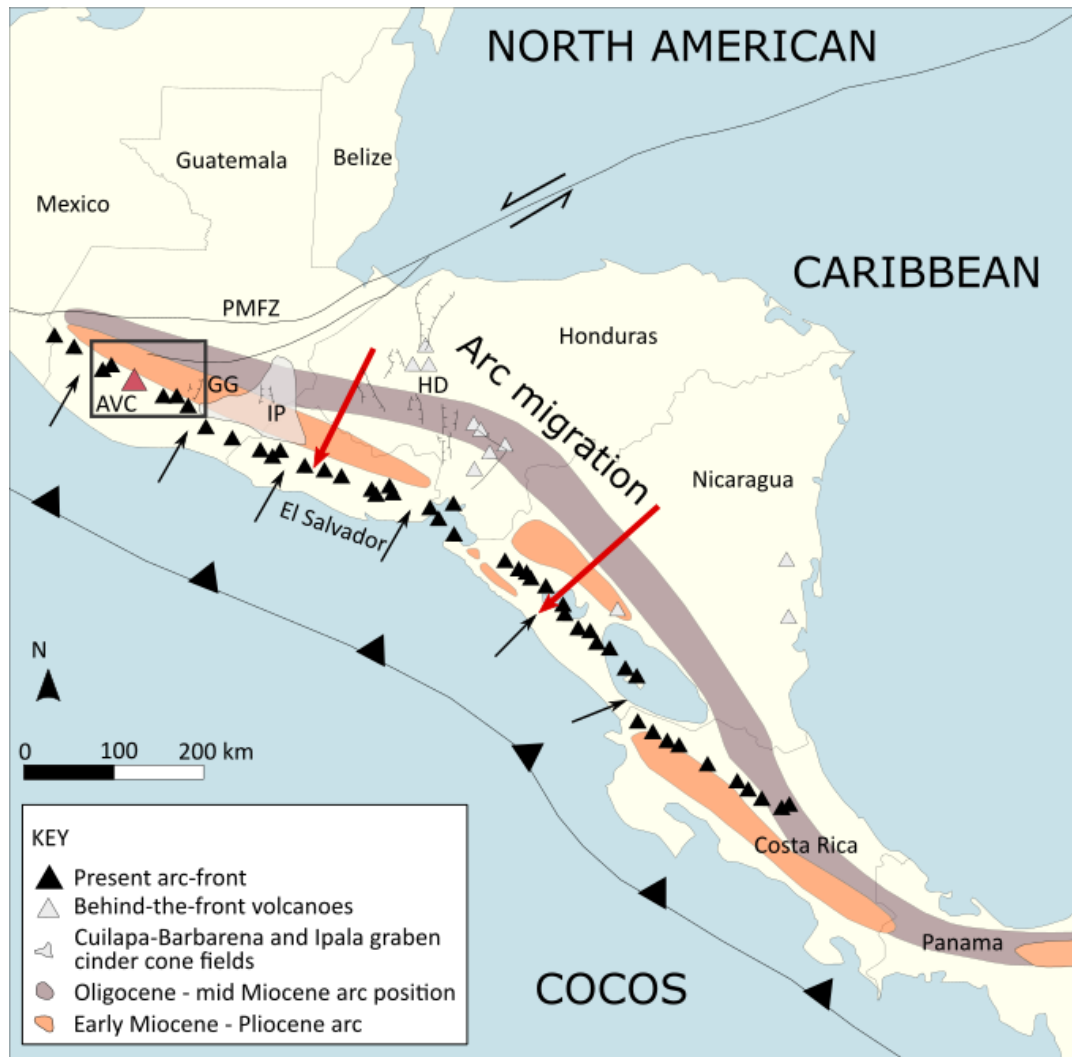 NORTH AMERICAN
Guatemala
Belize
Mexico
CARIBBEAN
PMFZ
Honduras
Arc migration
GG
HD
AVC
IP
Nicaragua
El Salvador
N
0 100 200 km
KEY
Present arc-front
Behind-the-front volcanoes
Cuilapa-Barbarena and Ipala graben
cinder cone fields
Oligocene - mid Miocene arc position
Early Miocene - Pliocene arc
Costa Rica
Panama
COCOS